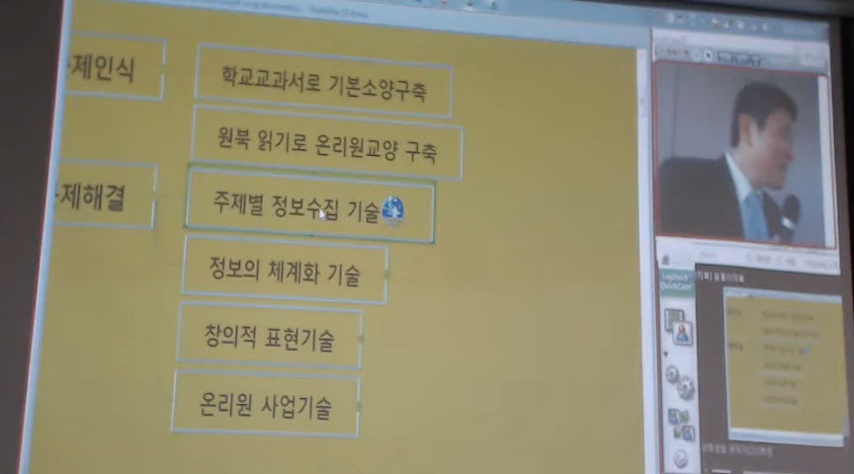 제인식
학교교과서로 기본소양구축
원북 읽기로 온리원교양 구축
제해결
주제별 정보수집 기술
정보의 체계화 기술
창의적 표현기술
온리원 사업기술
Logitech
QuickCam